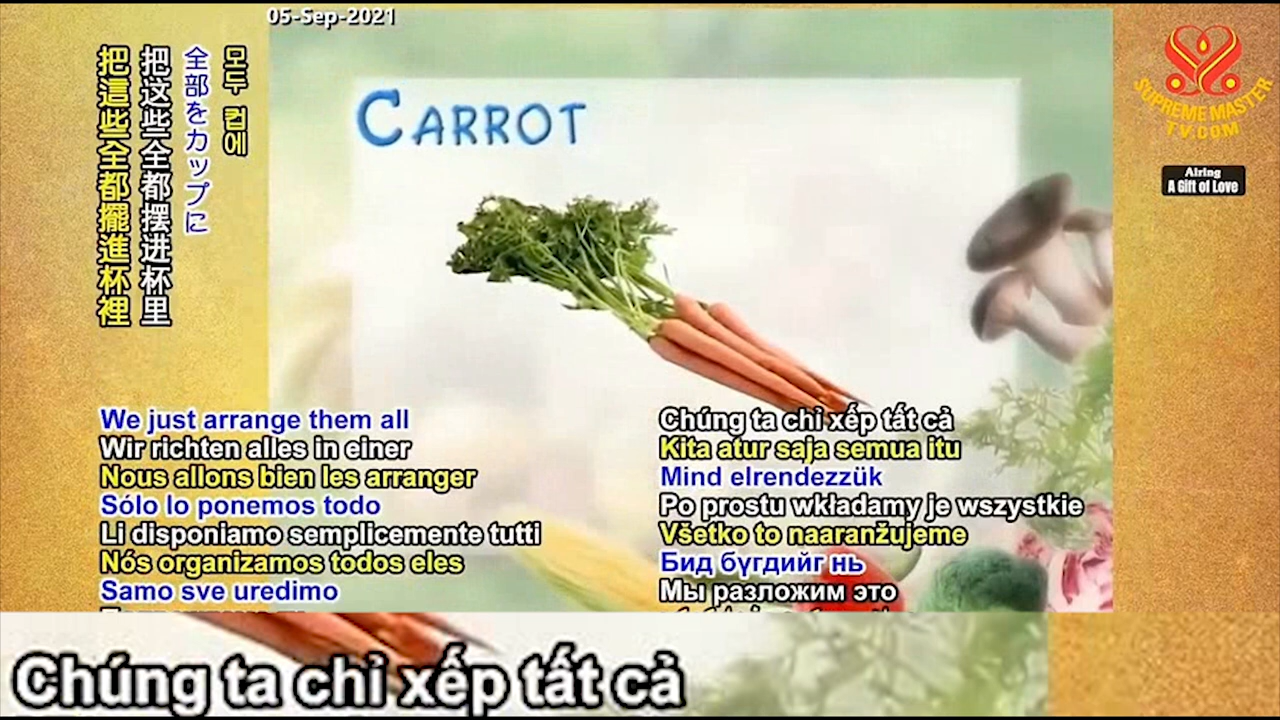 05-Sep-2021
모두 컵에
全部をカップに
把这些全都摆进杯里
把這些全都擺進杯裡
CARROT
SUPREME MASTER
TV.COM
Airing
A Gift of Love
We just arrange them all
Wir richten alles in einer
Nous allons bien les arranger
Sólo lo ponemos todo
Li disponiamo semplicemente tutti
Nós organizamos todos eles
Samo sve uredimo
Chúng ta chỉ xếp tất cả
Kita atur saja semua itu
Mind elrendezzük
Po prostu wkładamy je wszystkie
Všetko to naaranžujeme
Бид бүгдийг нь
Мы разложим это
Chúng ta chỉ xếp tất cả